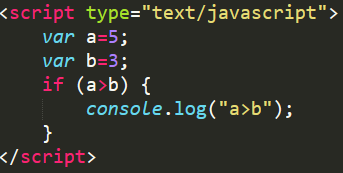 <script type="text/javascript">
    var a=5;
    var b=3;
    if (a>b) {
        console.log("a>b");
    }
</script>